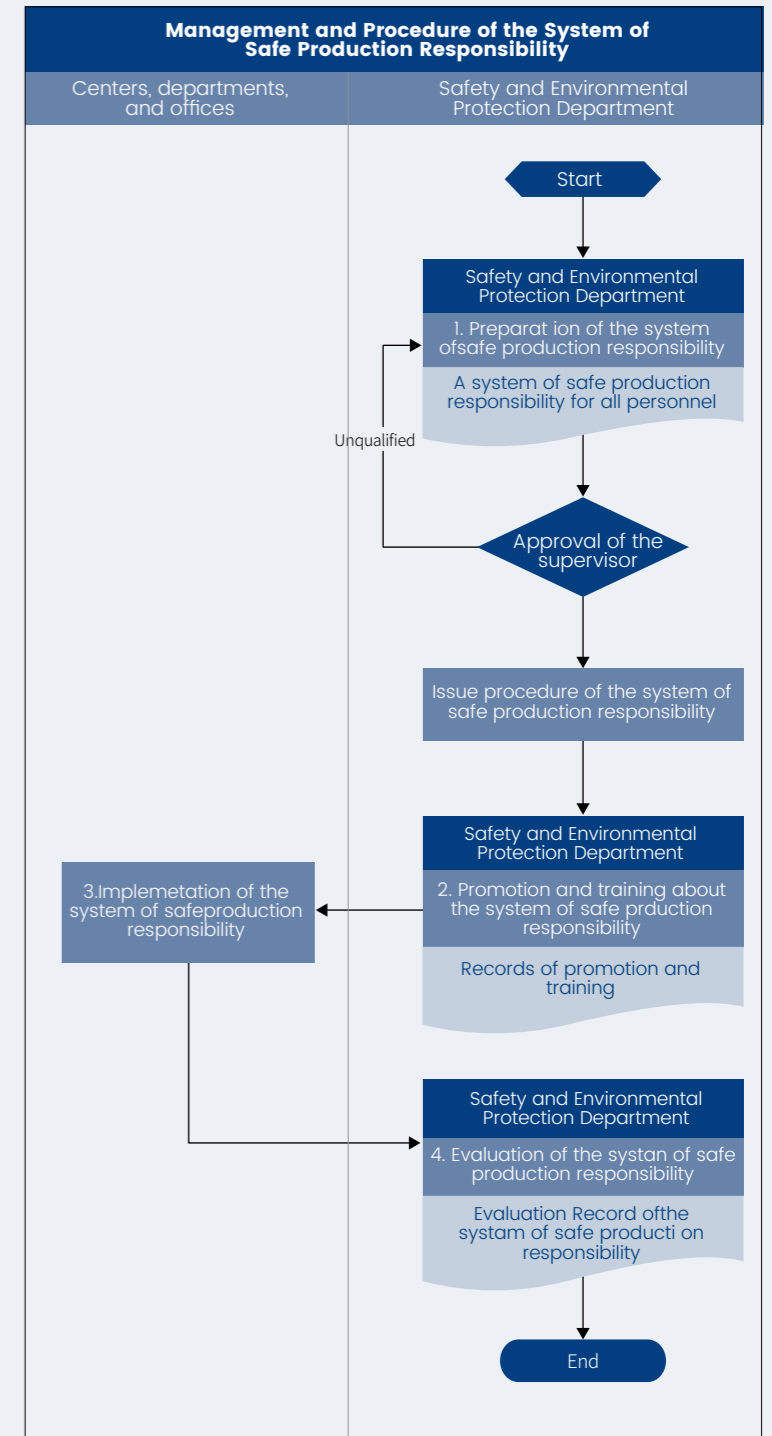 Management and Procedure of the System of
Safe Production Responsibility
Centers, departments,
and offices
Safety and Environmental
Protection Department
Start
Safety and Environmental
Protection Department
1. Preparat ion of the system
ofsafe production responsibility
A system of safe production
responsibility for all personnel
Unqualified
Approval of the
supervisor
Issue procedure of the system of
safe production responsibility
Safety and Environmental
Protection Department
2. Promotion and training about
the system of safe prduction
responsibility
Records of promotion and
training
3.Implemetation of the
system of safeproduction
responsibility
Safety and Environmental
Protection Department
4. Evaluation of the systan of safe
production responsibility
Evaluation Record ofthe
systam of safe producti on
responsibility
End